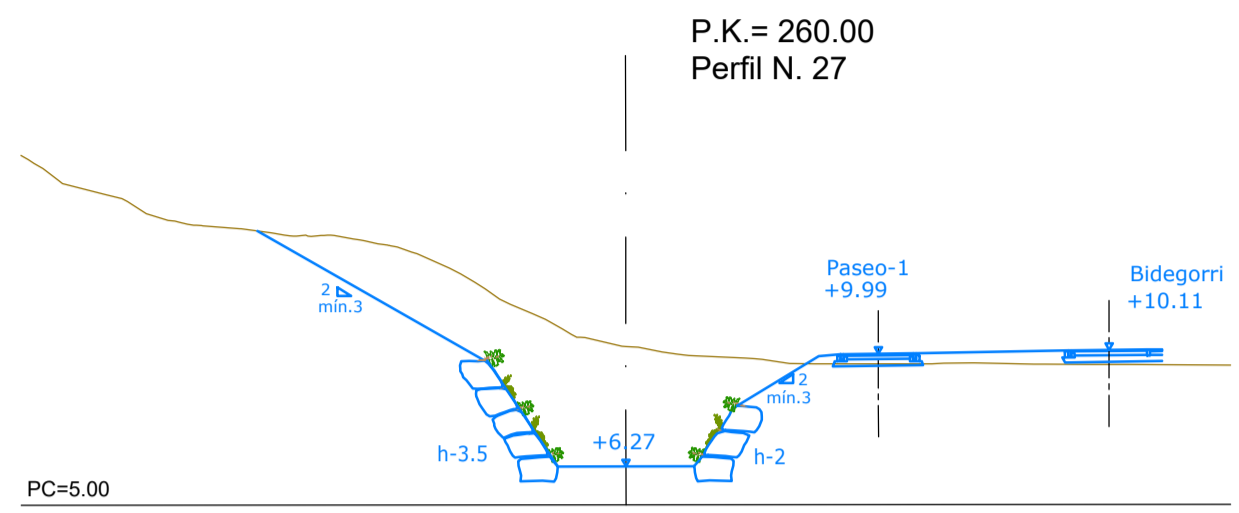 P.K.= 260.00
Perfil N. 27
Paseo-1
+9.99
Bidegorri
+10.11
2
mín.3
2
mín.3
h-3.5
+6.27
h-2
PC=5.00